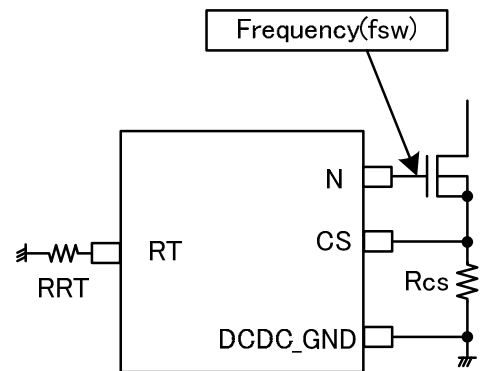 Frequency(fsw)
N
RT
CS
RRT
Rcs
DCDC_GND